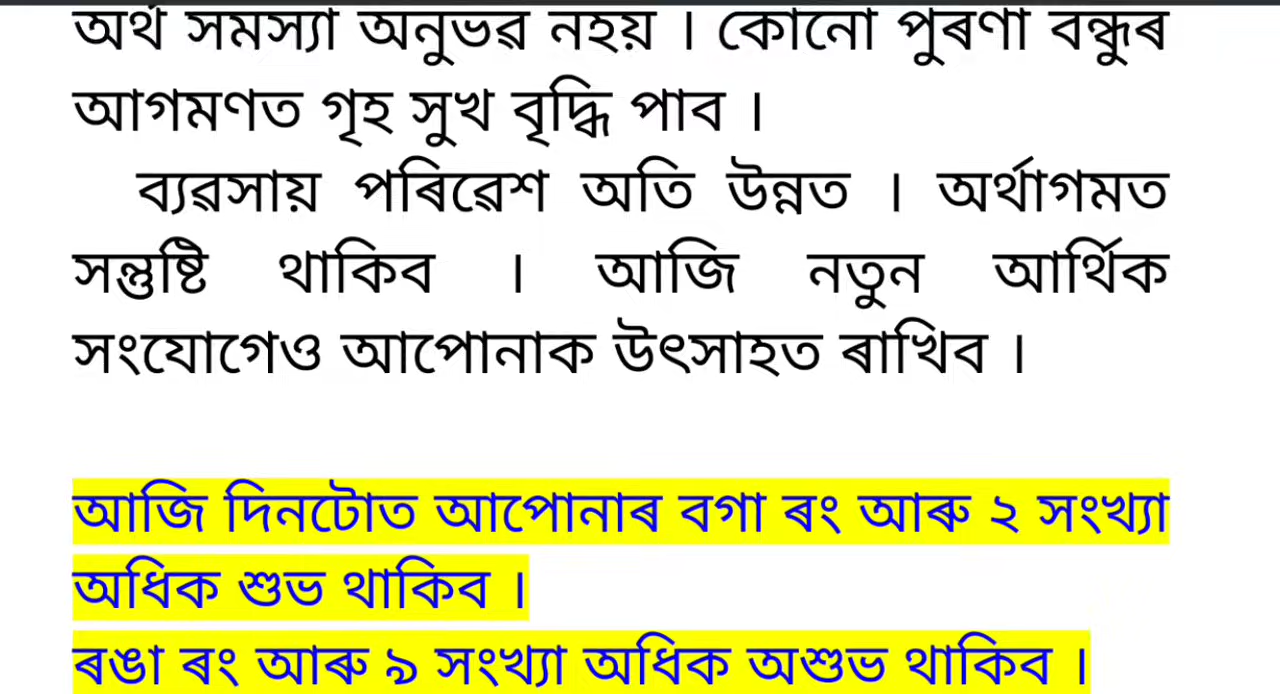 অৰ্থ সমস্যা অনুভৱ নহয় । কোনো পুৰণা বন্ধুৰ
আগমণত গৃহ সুখ বৃদ্ধি পাব ।
ব্যৱসায় পৰিৱেশ অতি উন্নত । অৰ্থাগমত
সন্তুষ্টি থাকিব । আজি নতুন আৰ্থিক
সংযোগেও আপোনাক উৎসাহত ৰাখিব ।
আজি দিনটোত আপোনাৰ বগা ৰং আৰু ২ সংখ্যা
অধিক শুভ থাকিব ।
ৰঙা ৰং আৰু ৯ সংখ্যা অধিক অশুভ থাকিব ।